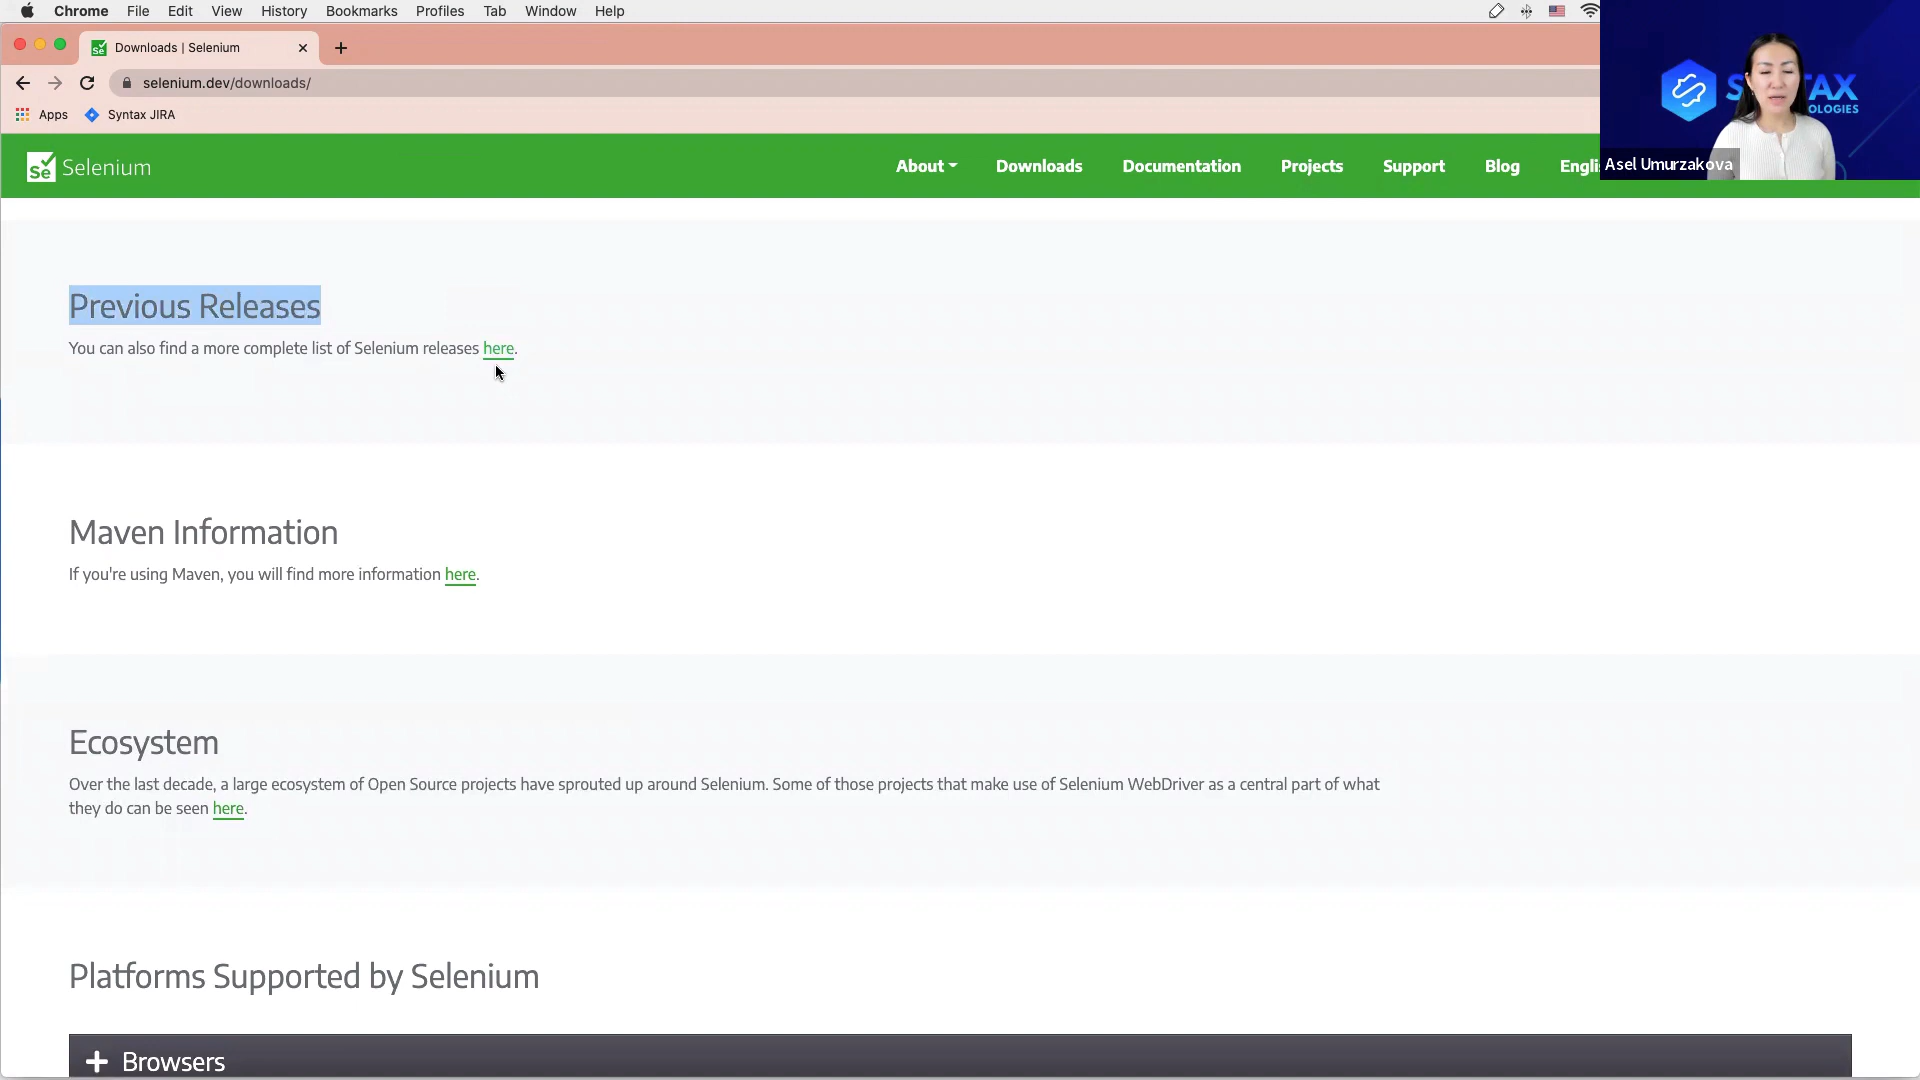 Chrome File Edit View History Bookmarks Profiles Tab Window Help
Downloads | Selenium
selenium.dev/downloads/
Apps Syntax JIRA
Se Selenium
About Downloads Documentation Projects Support Blog Engli
S TAX
OLOGIES
Asel Umurzakova
Previous Releases
You can also find a more complete list of Selenium releases here.
Maven Information
If you're using Maven, you will find more information here.
Ecosystem
Over the last decade, a large ecosystem of Open Source projects have sprouted up around Selenium. Some of those projects that make use of Selenium WebDriver as a central part of what
they do can be seen here.
Platforms Supported by Selenium
Browsers